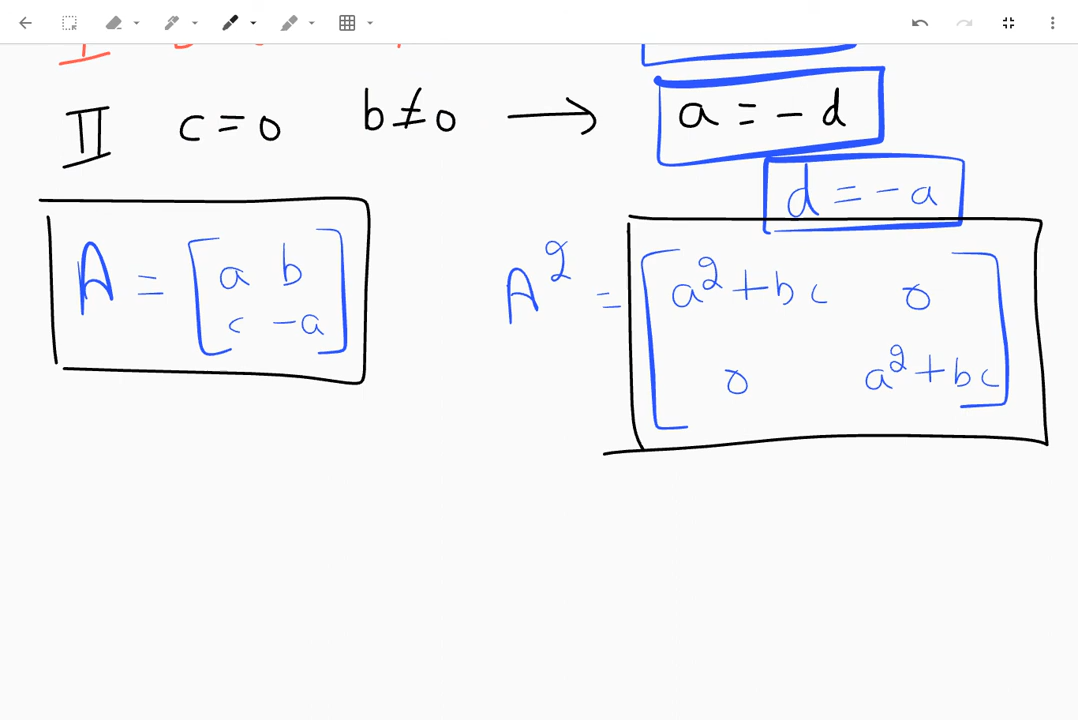 II c = 0 b ≠ 0 → a = - d
d = - a
A = [ a b
c -a ]
A² = [ a² + bc 0
0 a² + bc ]